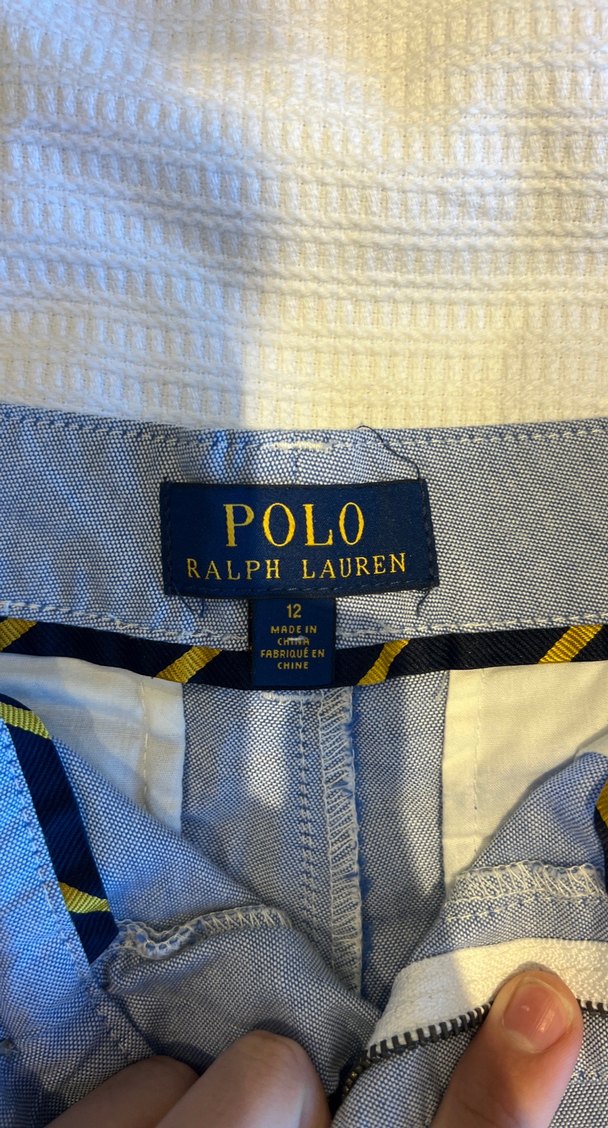 POLO
RALPH LAUREN
12
MADE IN
CHINA
FABRIQUÉ EN
CHINE